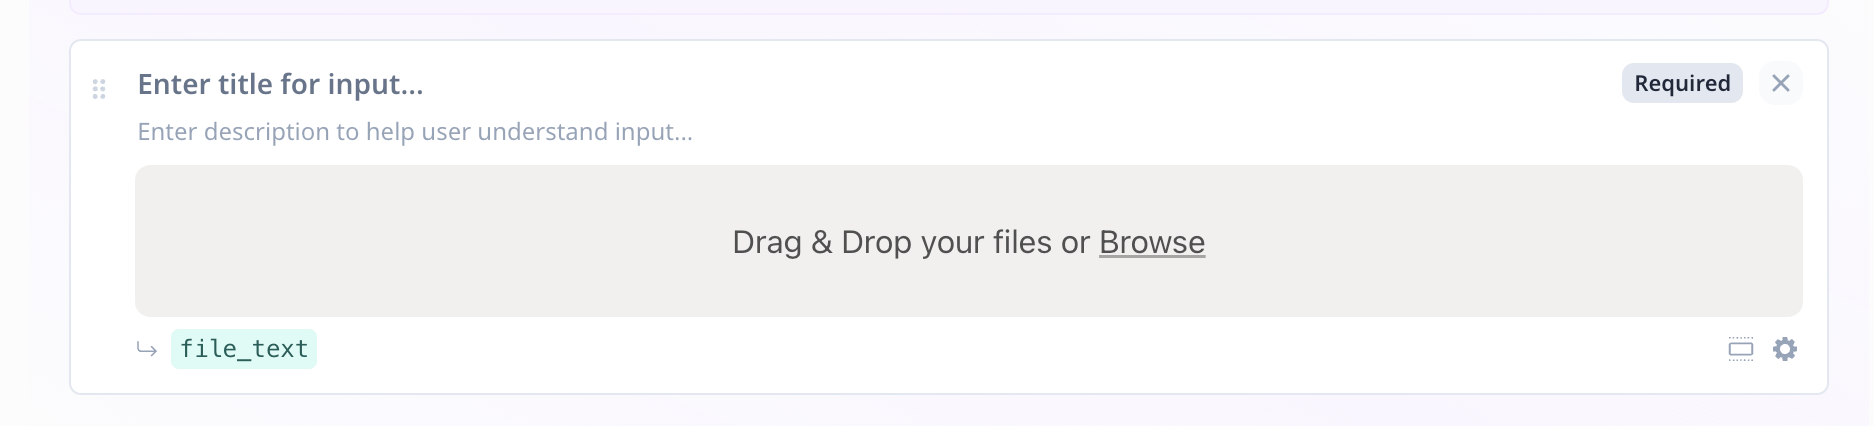 Enter title for input...
Required
Enter description to help user understand input...
Drag & Drop your files or Browse
file_text